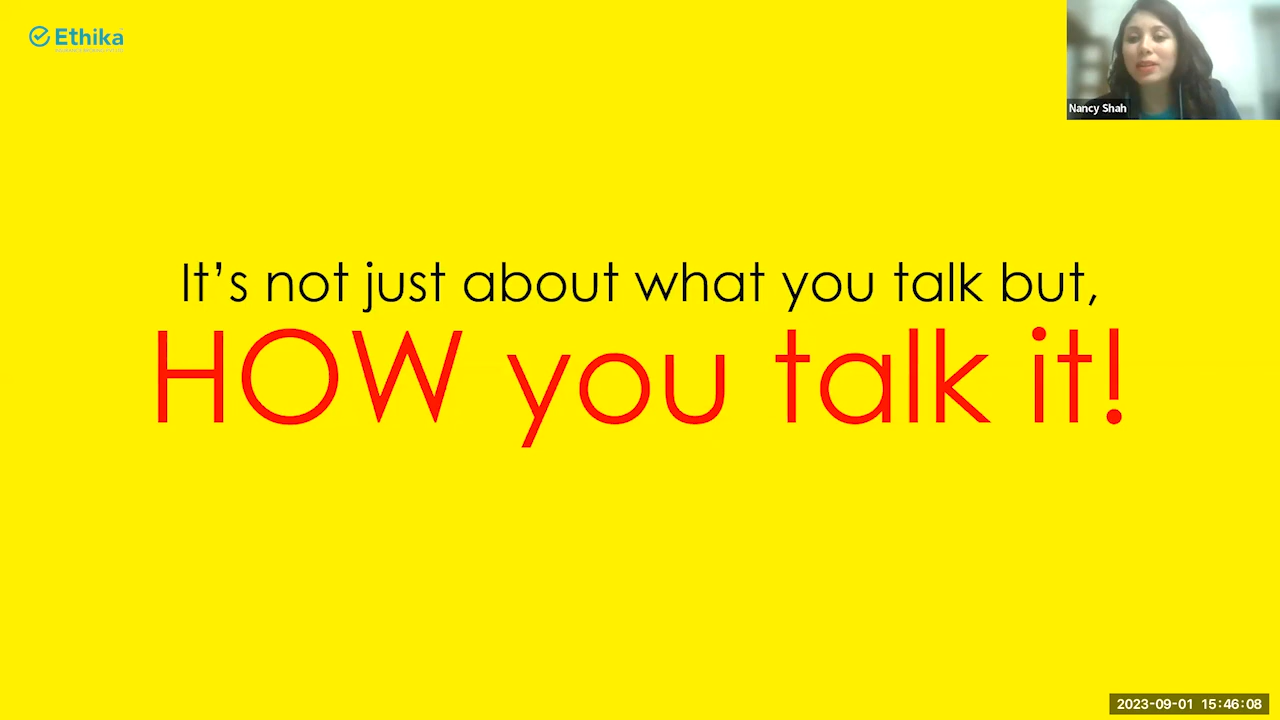 Ethika
Nancy Shah
It's not just about what you talk but,
HOW you talk it!
2023-09-01 15:46:08